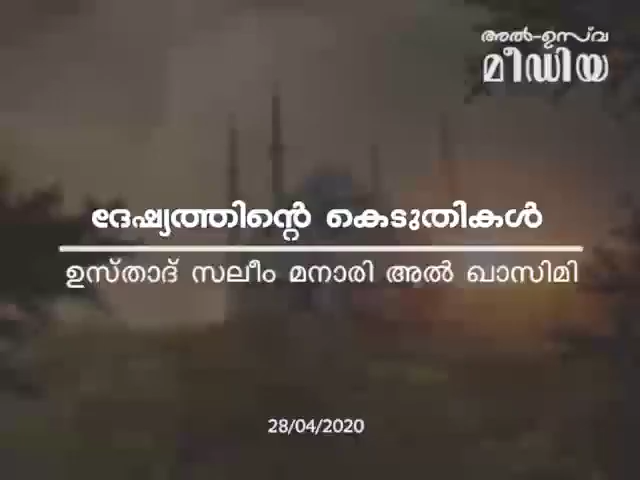 അൽ-ഉസ്‌വ
മീഡിയ
ദേഷ്യത്തിന്റെ കെടുതികൾ
ഉസ്താദ് സലീം മനാരി അൽ ഖാസിമി
28/04/2020